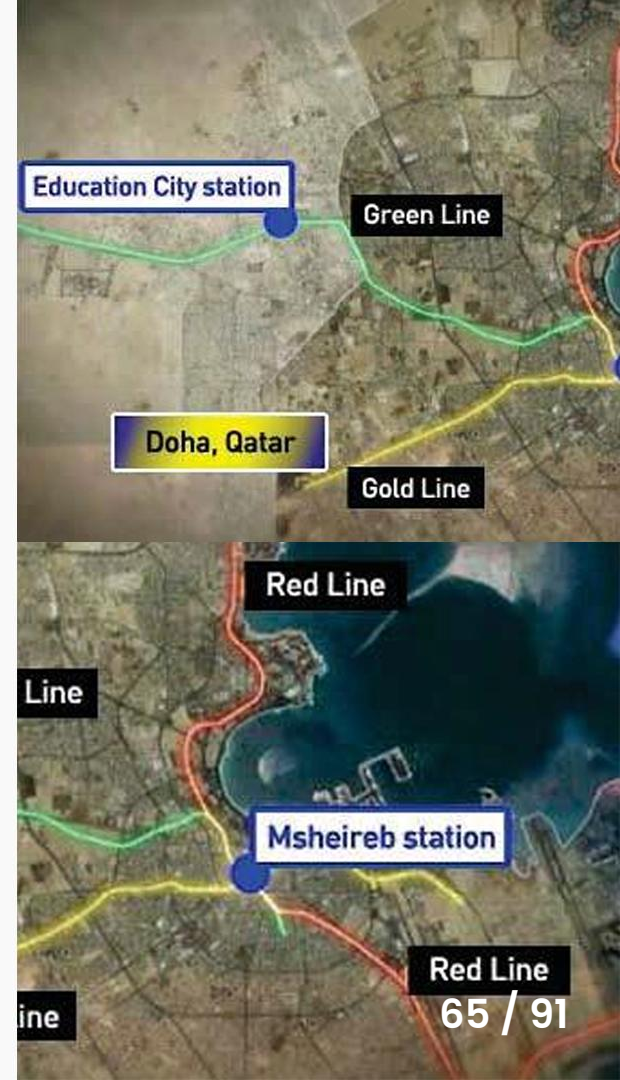 Education City station
Green Line
Doha, Qatar
Gold Line
Red Line
Line
Msheireb station
Red Line
ine
65 / 91